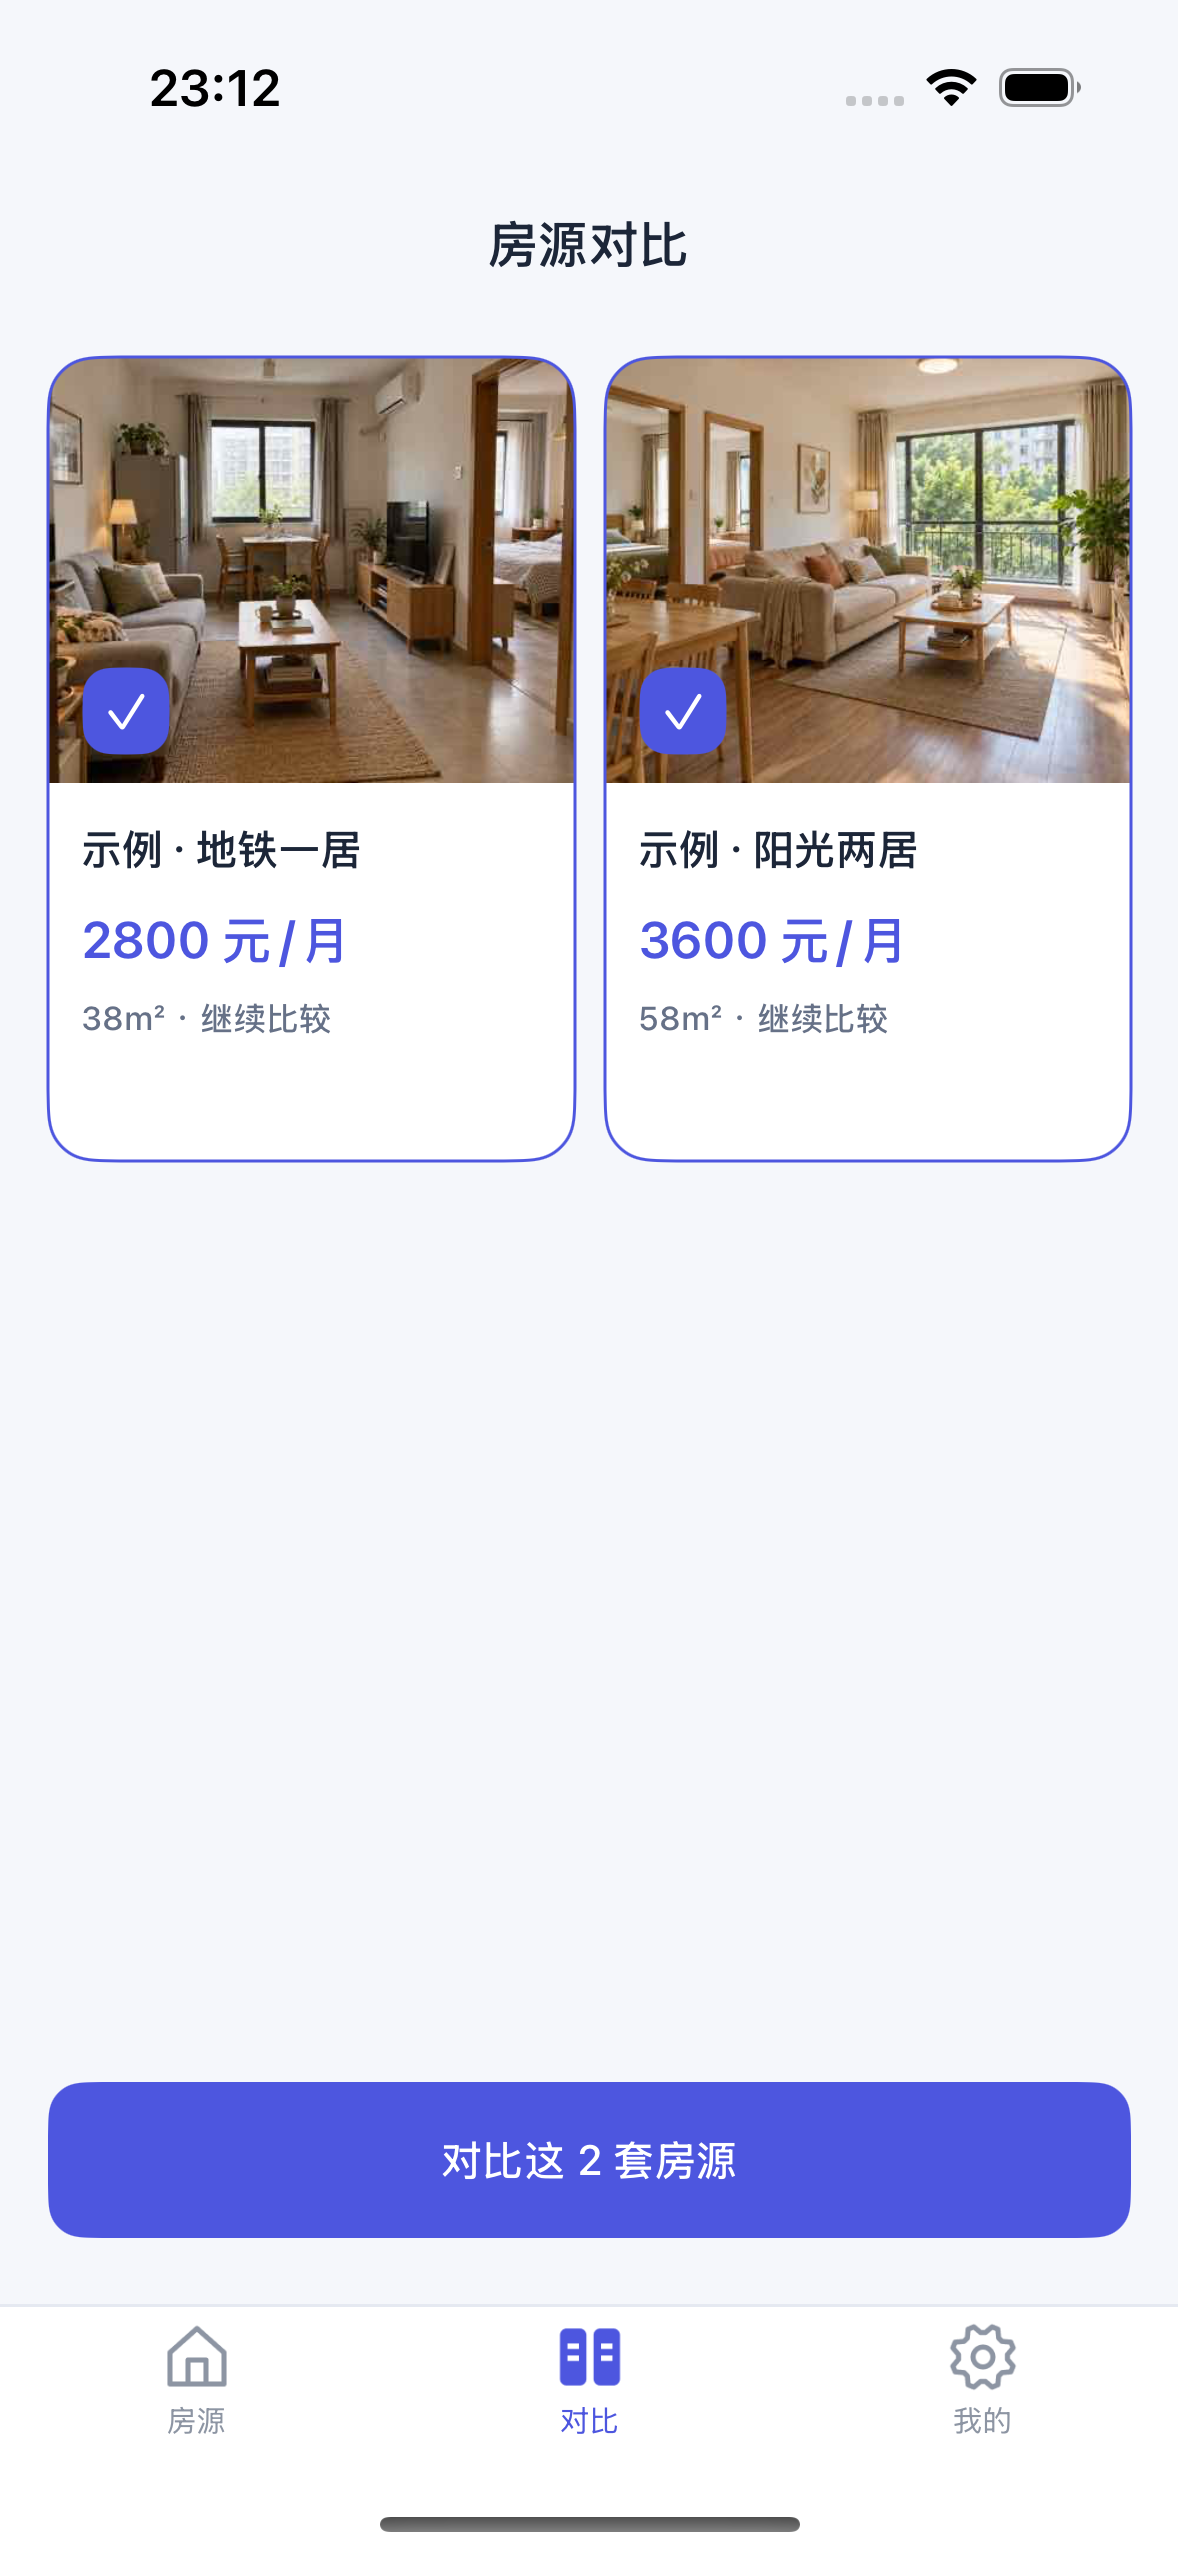 23:12
房源对比
示例 · 地铁一居
2800 元 / 月
38m² · 继续比较
示例 · 阳光两居
3600 元 / 月
58m² · 继续比较
对比这 2 套房源
房源
对比
我的